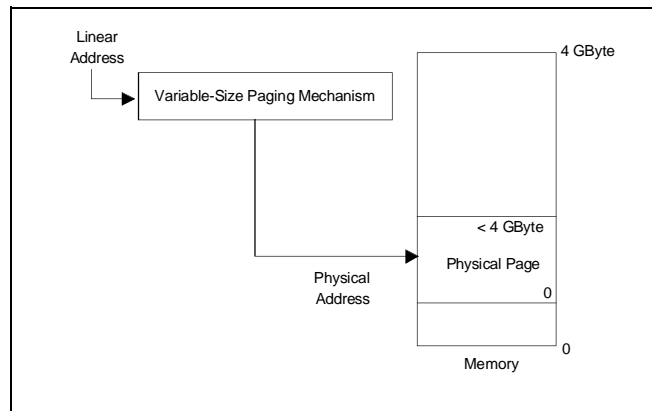 Linear
Address
4 GByte
Variable-Size Paging Mechanism
< 4 GByte
Physical Page
Physical
Address
0
0
Memory